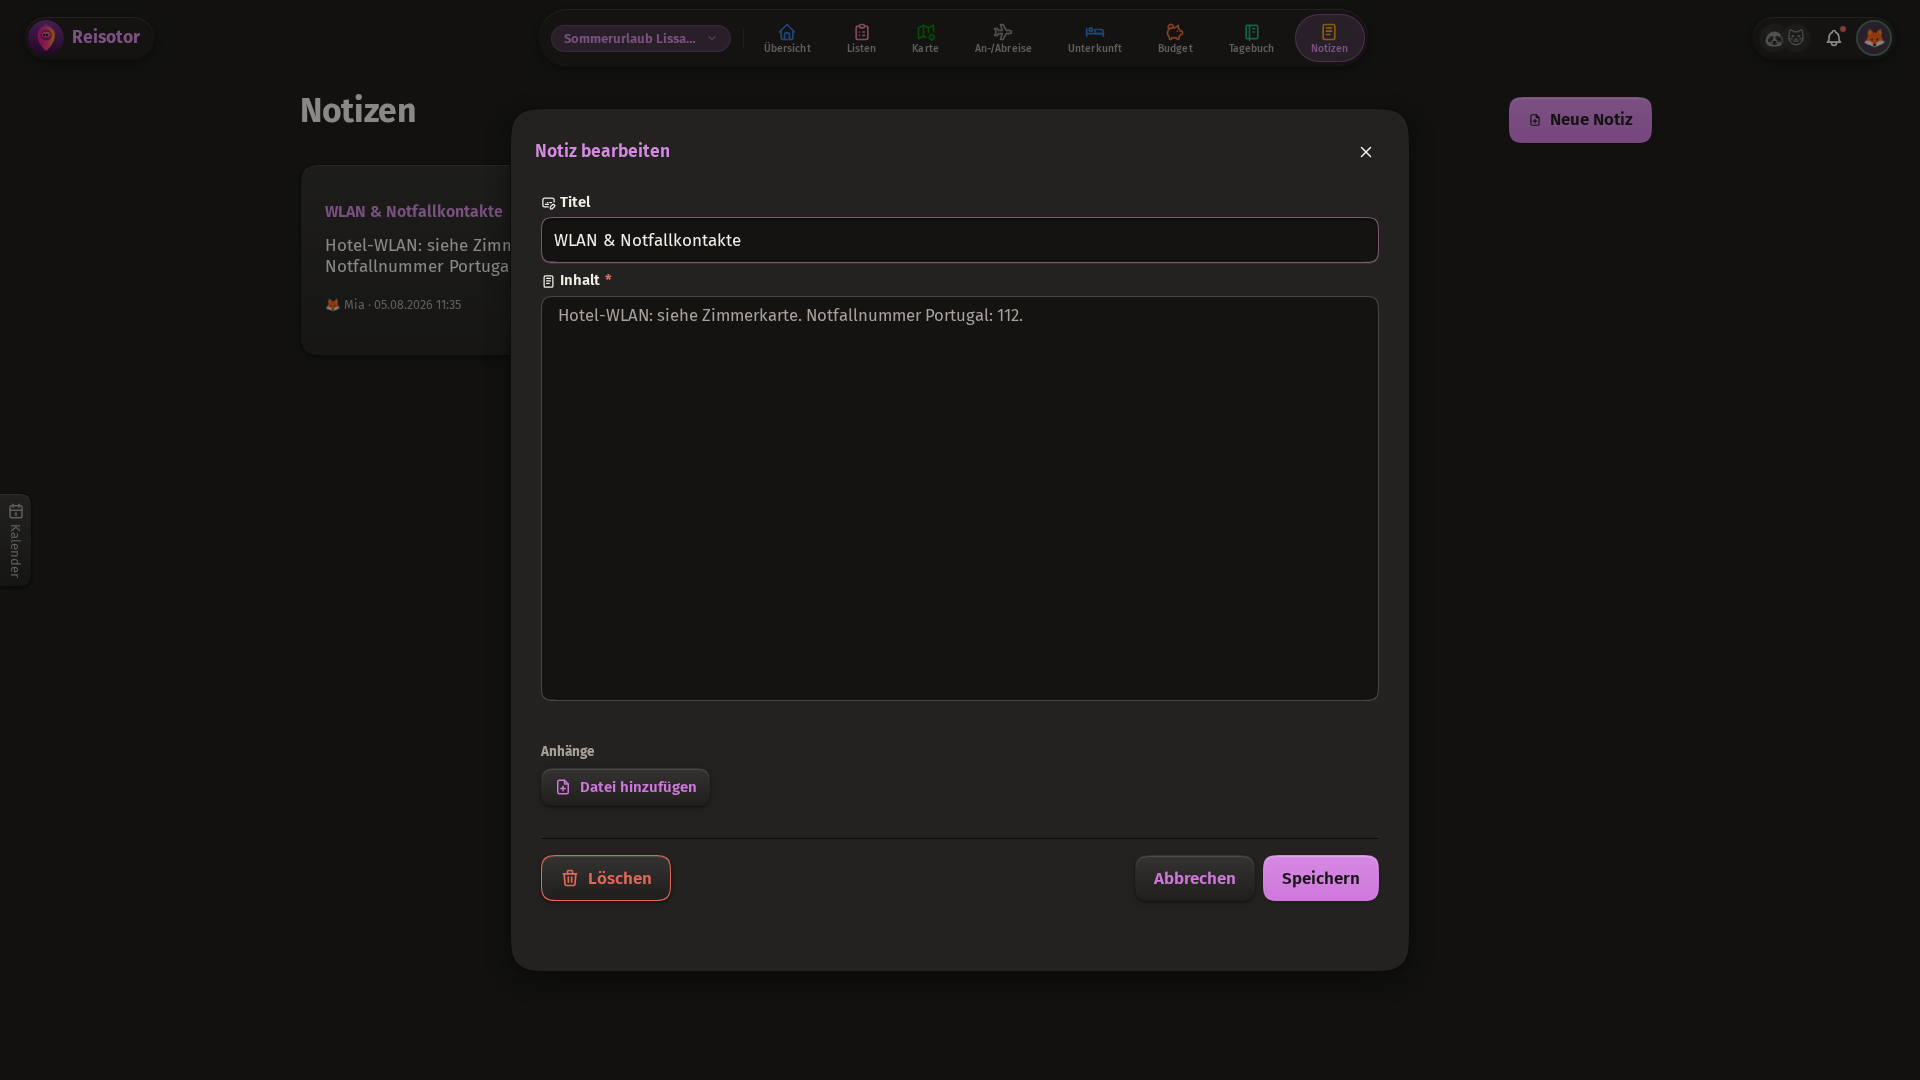 Reisotor
Sommerurlaub Lissa...
Übersicht
Listen
Karte
An-/Abreise
Unterkunft
Budget
Tagebuch
Notizen
Notizen
Neue Notiz
WLAN & Notfallkontakte
Hotel-WLAN: siehe Zimm
Notfallnummer Portuga
Mia · 05.08.2026 11:35
Kalender
Notiz bearbeiten
Titel
WLAN & Notfallkontakte
Inhalt *
Hotel-WLAN: siehe Zimmerkarte. Notfallnummer Portugal: 112.
Anhänge
Datei hinzufügen
Löschen
Abbrechen
Speichern